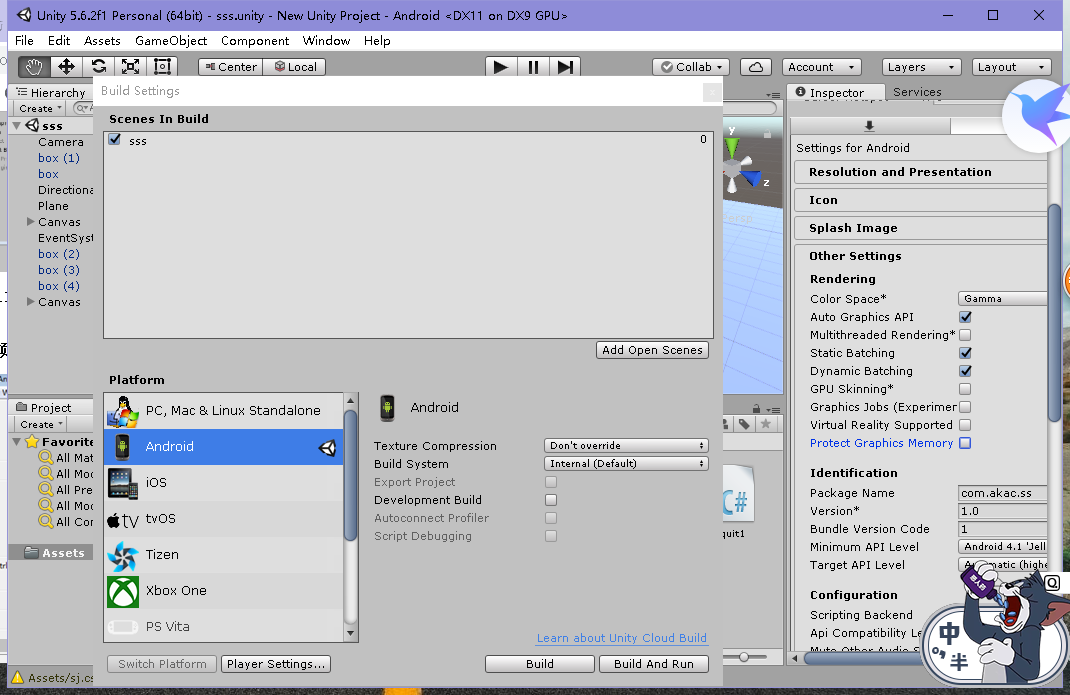 Unity 5.6.2f1 Personal (64bit) - sss.unity - New Unity Project - Android <DX11 on DX9 GPU>
File Edit Assets GameObject Component Window Help
Center Local Collab Account Layers Layout
Hierarchy
Create
sss
Camera
box (1)
box
Directiona
Plane
Canvas
EventSyst
box (2)
box (3)
box (4)
Canvas
Project
Create
Favorite
All Mat
All Mod
All Pre
All Mod
All Cor
Assets
Assets/sj.cs
Build Settings
Scenes In Build
sss 0
Add Open Scenes
Platform
PC, Mac & Linux Standalone
Android
iOS
tvOS
Tizen
Xbox One
PS Vita
Switch Platform
Player Settings...
Android
Texture Compression Don't override
Build System Internal (Default)
Export Project
Development Build
Autoconnect Profiler
Script Debugging
Learn about Unity Cloud Build
Build
Build And Run
y
z
Persp
C#
quit1
Inspector
Services
Settings for Android
Resolution and Presentation
Icon
Splash Image
Other Settings
Rendering
Color Space* Gamma
Auto Graphics API
Multithreaded Rendering*
Static Batching
Dynamic Batching
GPU Skinning*
Graphics Jobs (Experimer
Virtual Reality Supported
Protect Graphics Memory
Identification
Package Name com.akac.ss
Version* 1.0
Bundle Version Code 1
Minimum API Level Android 4.1 'Jell
Target API Level
Configuration
Scripting Backend
Api Compatibility Le
Mute Other Audio S
中
半